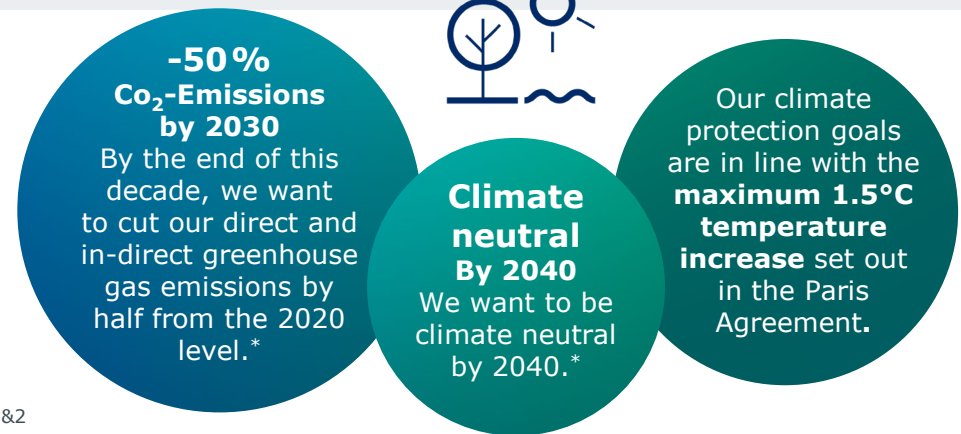 -50 %
Co₂-Emissions
by 2030
By the end of this
decade, we want
to cut our direct and
in-direct greenhouse
gas emissions by
half from the 2020
level.*
Climate
neutral
By 2040
We want to be
climate neutral
by 2040.*
Our climate
protection goals
are in line with the
maximum 1.5°C
temperature
increase set out
in the Paris
Agreement.
&2